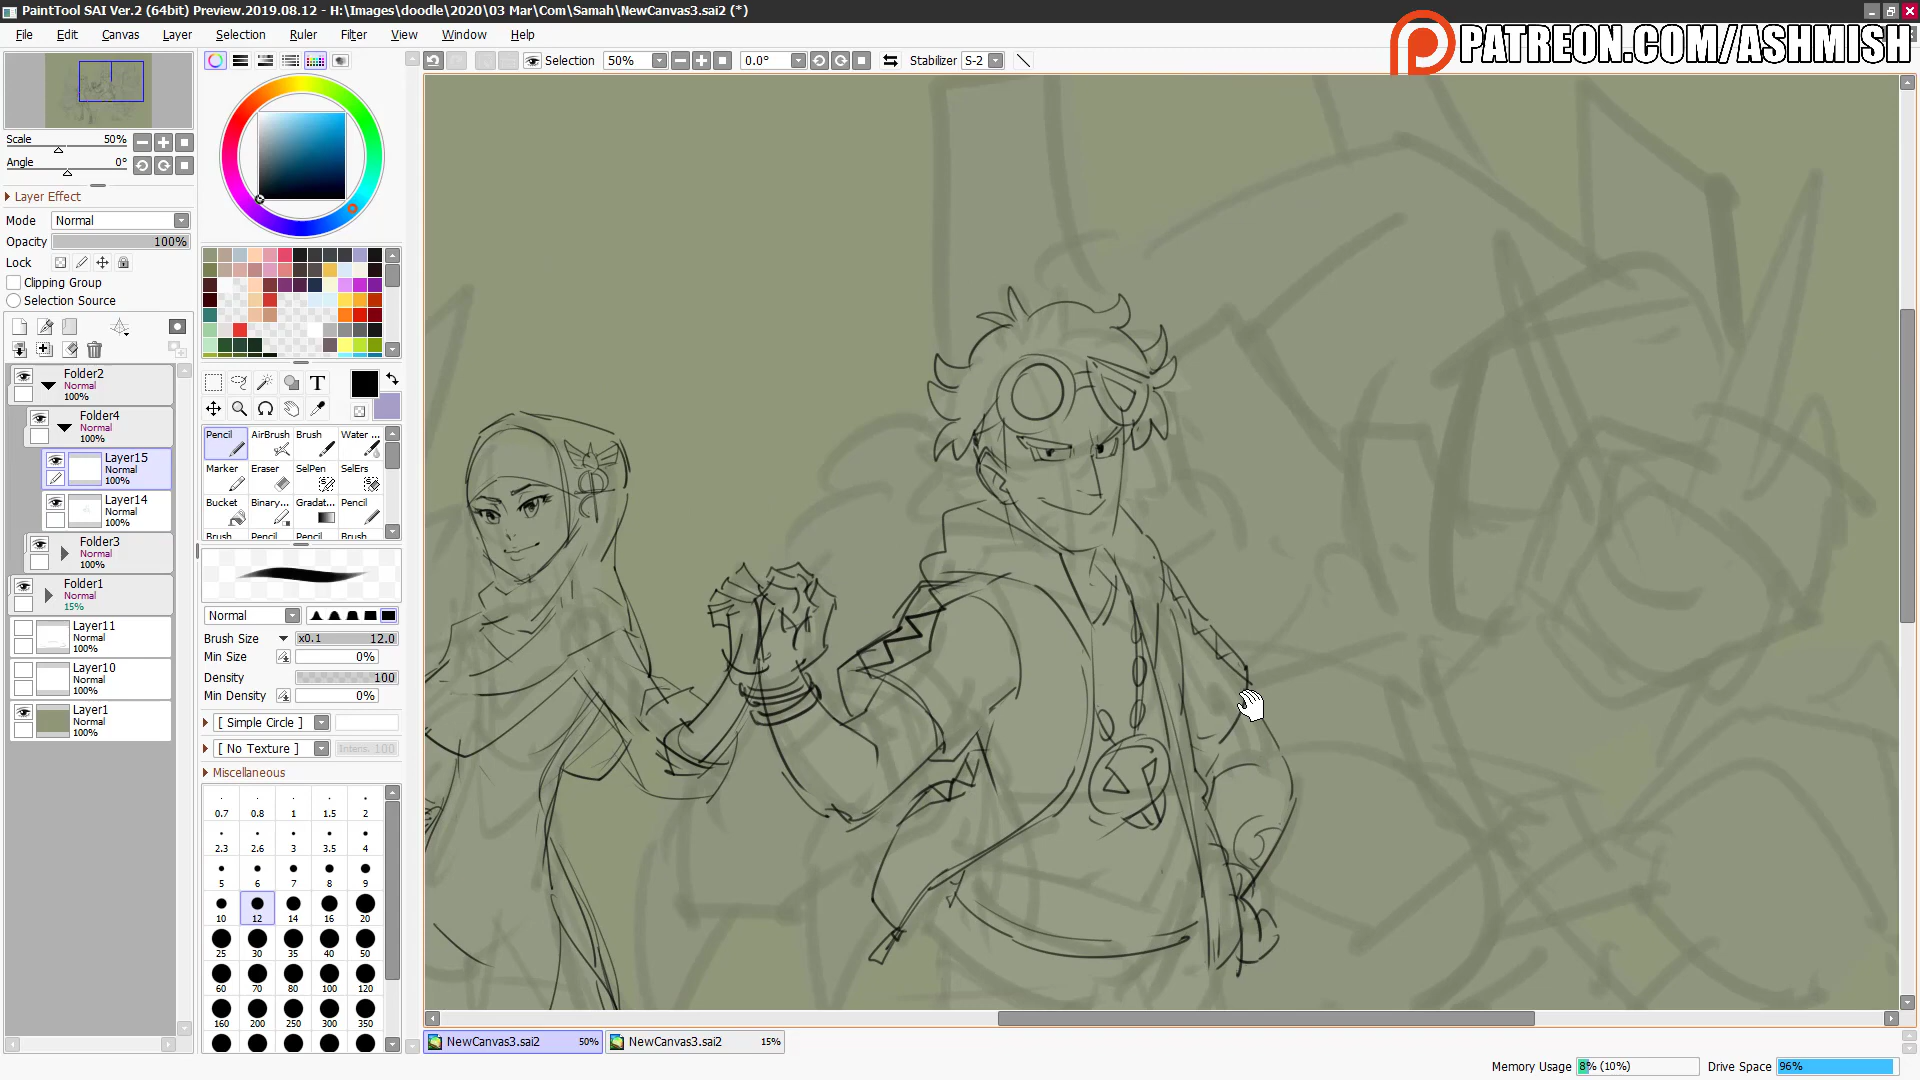 PaintTool SAI Ver.2 (64bit) Preview.2019.08.12 - H:\Images\doodle\2020\03 Mar\Com\Samah\NewCanvas3.sai2 (*)
PATREON.COM/ASHMISH
File Edit Canvas Layer Selection Ruler Filter View Window Help
Selection 50% 0.0° Stabilizer S-2
Scale 50%
Angle 0°
Layer Effect
Mode Normal
Opacity 100%
Lock
Clipping Group
Selection Source
Folder2
Normal
100%
Folder4
Normal
100%
Layer15
Normal
100%
Layer14
Normal
100%
Folder3
Normal
100%
Folder1
Normal
15%
Layer11
Normal
100%
Layer10
Normal
100%
Layer1
Normal
100%
T
Pencil AirBrush Brush Water ...
Marker Eraser SelPen SelErs
Bucket Binary... Gradat... Pencil
Brush Pencil Pencil Brush
Normal
Brush Size x0.1 12.0
Min Size 0%
Density 100
Min Density 0%
[ Simple Circle ]
[ No Texture ] Intens. 100
Miscellaneous
0.7 0.8 1 1.5 2
2.3 2.6 3 3.5 4
5 6 7 8 9
10 12 14 16 20
25 30 35 40 50
60 70 80 100 120
160 200 250 300 350
NewCanvas3.sai2 50% NewCanvas3.sai2 15%
Memory Usage 8% (10%) Drive Space 96%